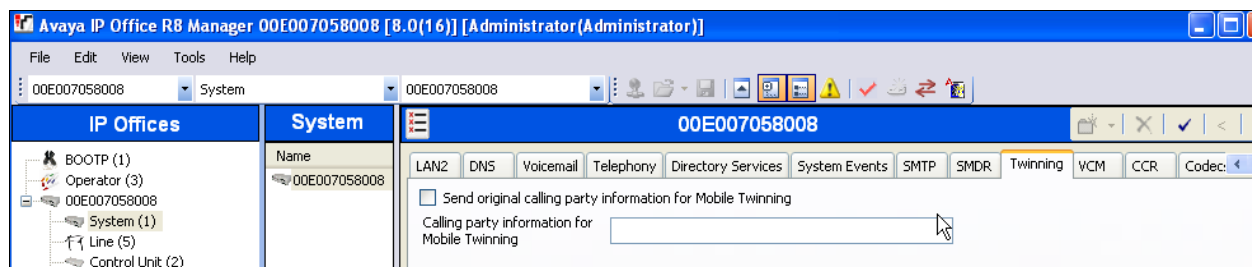 Avaya IP Office R8 Manager 00E007058008 [8.0(16)] [Administrator(Administrator)]
File Edit View Tools Help
00E007058008 System 00E007058008
IP Offices System 00E007058008
BOOTP (1)
Operator (3)
00E007058008
System (1)
Line (5)
Control Unit (2)
Name
00E007058008
LAN2 DNS Voicemail Telephony Directory Services System Events SMTP SMDR Twinning VCM CCR Codecs
Send original calling party information for Mobile Twinning
Calling party information for
Mobile Twinning